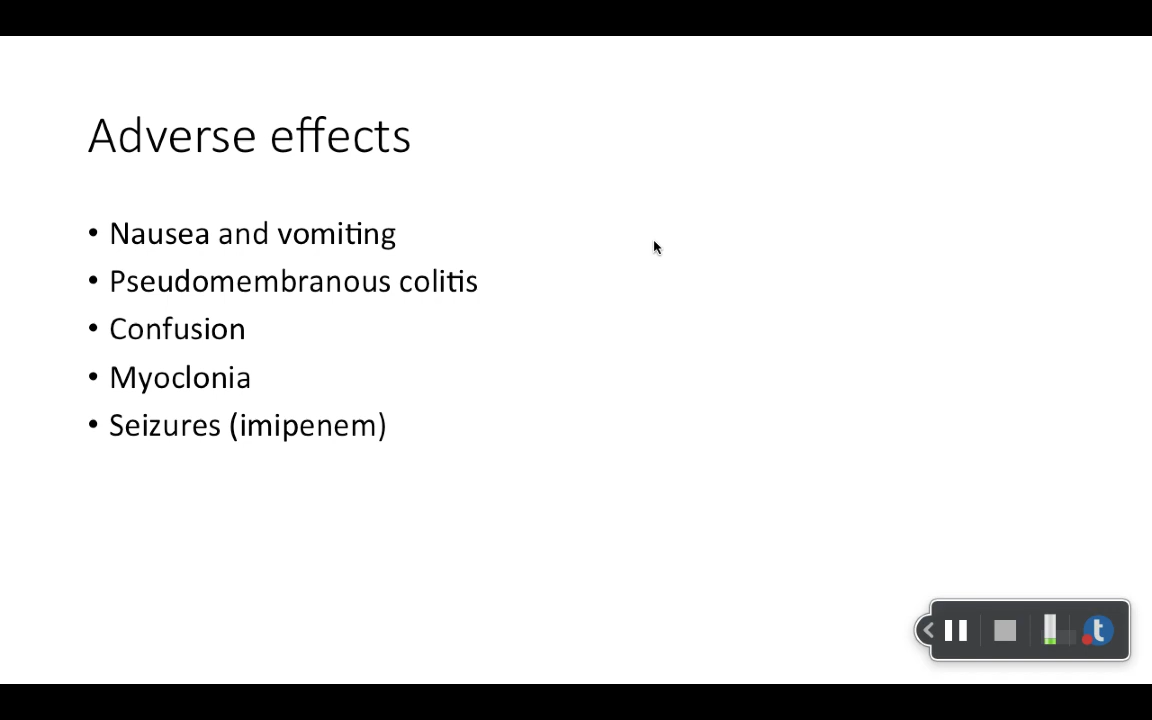 Adverse effects
• Nausea and vomiting
• Pseudomembranous colitis
• Confusion
• Myoclonia
• Seizures (imipenem)
t